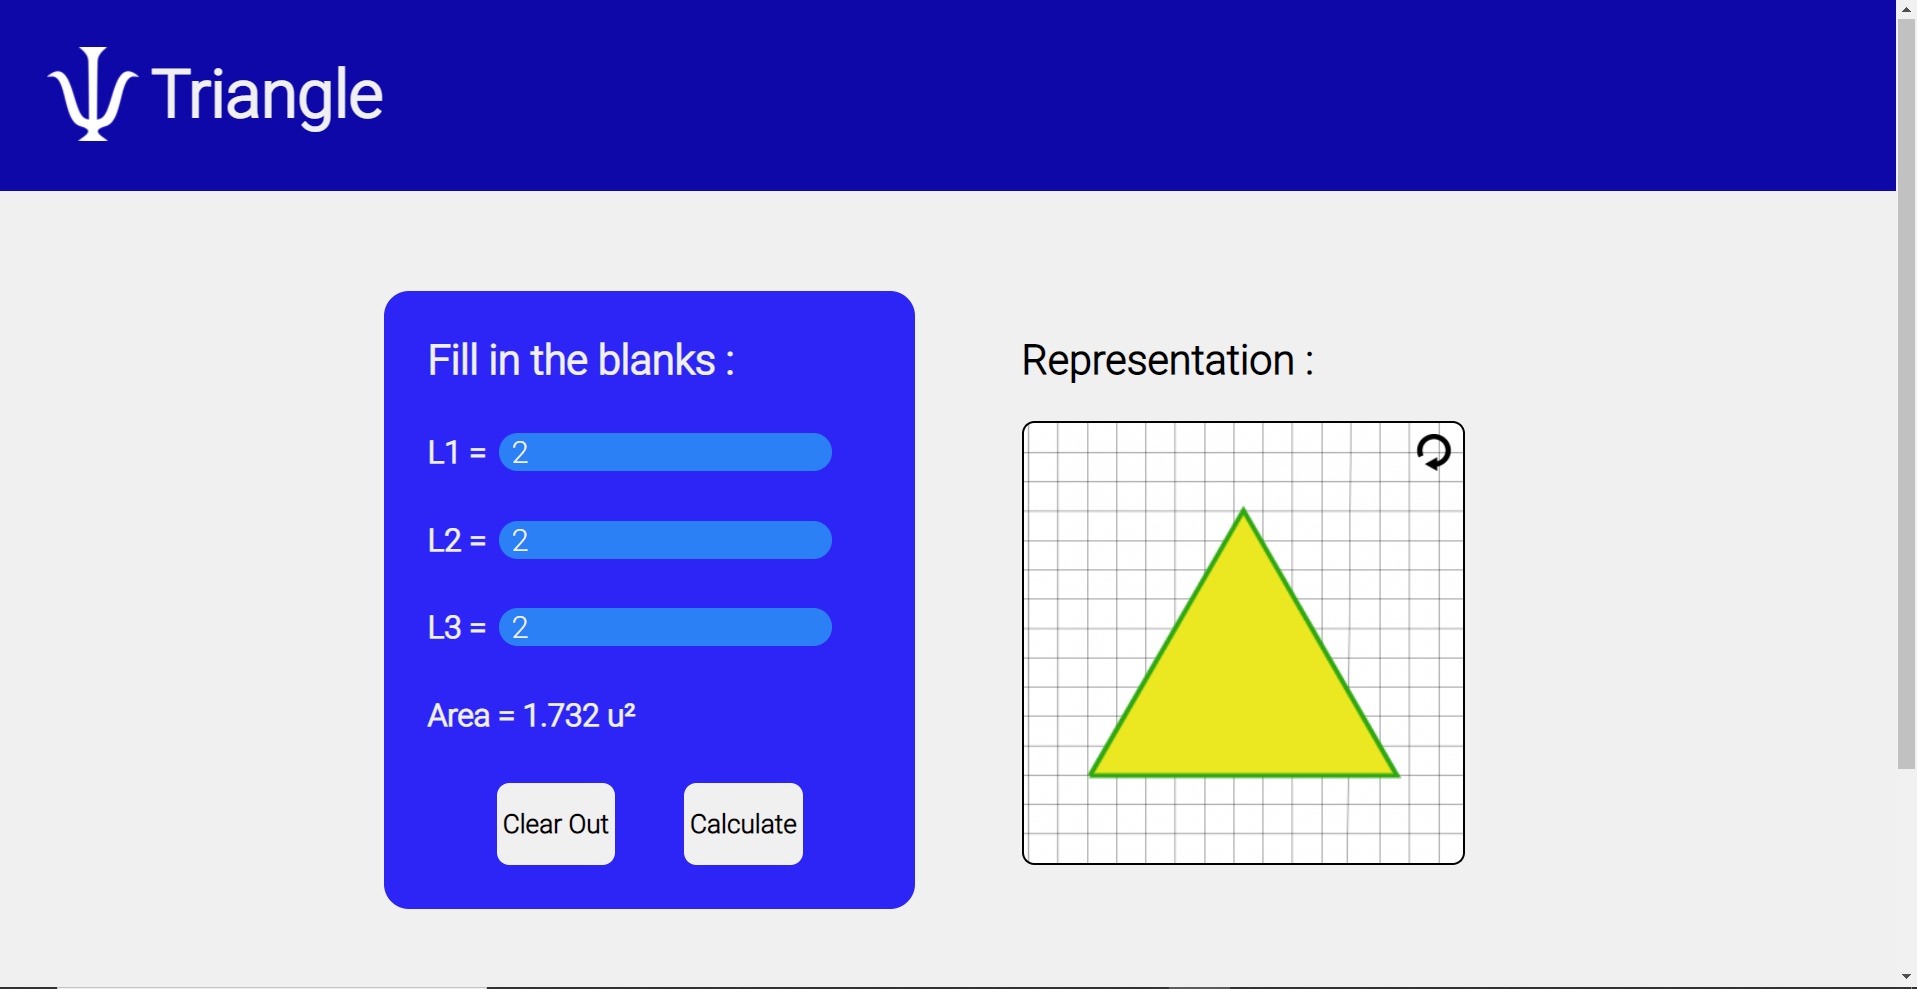 Triangle
Fill in the blanks :
L1 = 2
L2 = 2
L3 = 2
Area = 1.732 u²
Clear Out
Calculate
Representation :